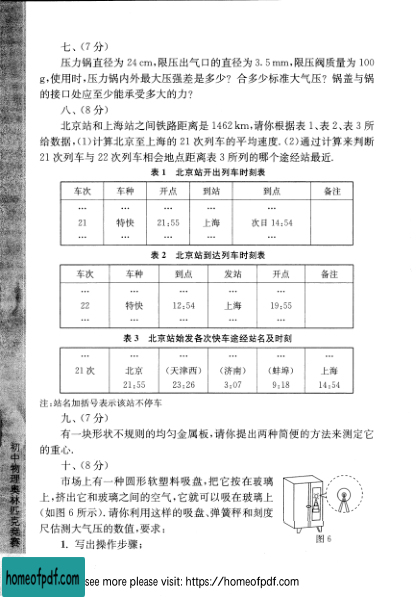 七、(7 分)
压力锅直径为 24 cm,限压出气口的直径为 3.5 mm,限压阀质量为 100
g,使用时,压力锅内外最大压强差是多少? 合多少标准大气压? 锅盖与锅
的接口处应至少能承受多大的力?
八、(8 分)
北京站和上海站之间铁路距离是 1462 km,请你根据表 1、表 2、表 3 所
给数据,(1)计算北京至上海的 21 次列车的平均速度.(2)通过计算来判断
21 次列车与 22 次列车相会地点距离表 3 所列的哪个途经站最近.
表 1 北京站开出列车时刻表
车次 车种 开点 到站 到点 备注
… … … … …
21 特快 21:55 上海 次日 14:54
… … … … …
表 2 北京站到达列车时刻表
车次 车种 到点 发站 开点 备注
… … … … …
22 特快 12:54 上海 19:55
… … … … …
表 3 北京站始发各次快车途经站名及时刻
… … … … … …
21 次 北京 (天津西) (济南) (蚌埠) 上海
21:55 23:26 3:07 9:18 14:54
注:站名加括号表示该站不停车
九、(7 分)
有一块形状不规则的均匀金属板,请你提出两种简便的方法来测定它
的重心.
十、(8 分)
市场上有一种圆形软塑料吸盘,把它按在玻璃
上,挤出它和玻璃之间的空气,它就可以吸在玻璃上
(如图 6 所示).请你利用这样的吸盘、弹簧秤和刻度
尺估测大气压的数值,要求:
1. 写出操作步骤;
图 6
初中物理奥林匹克竞赛
homeofpdf.com
see more please visit: https://homeofpdf.com